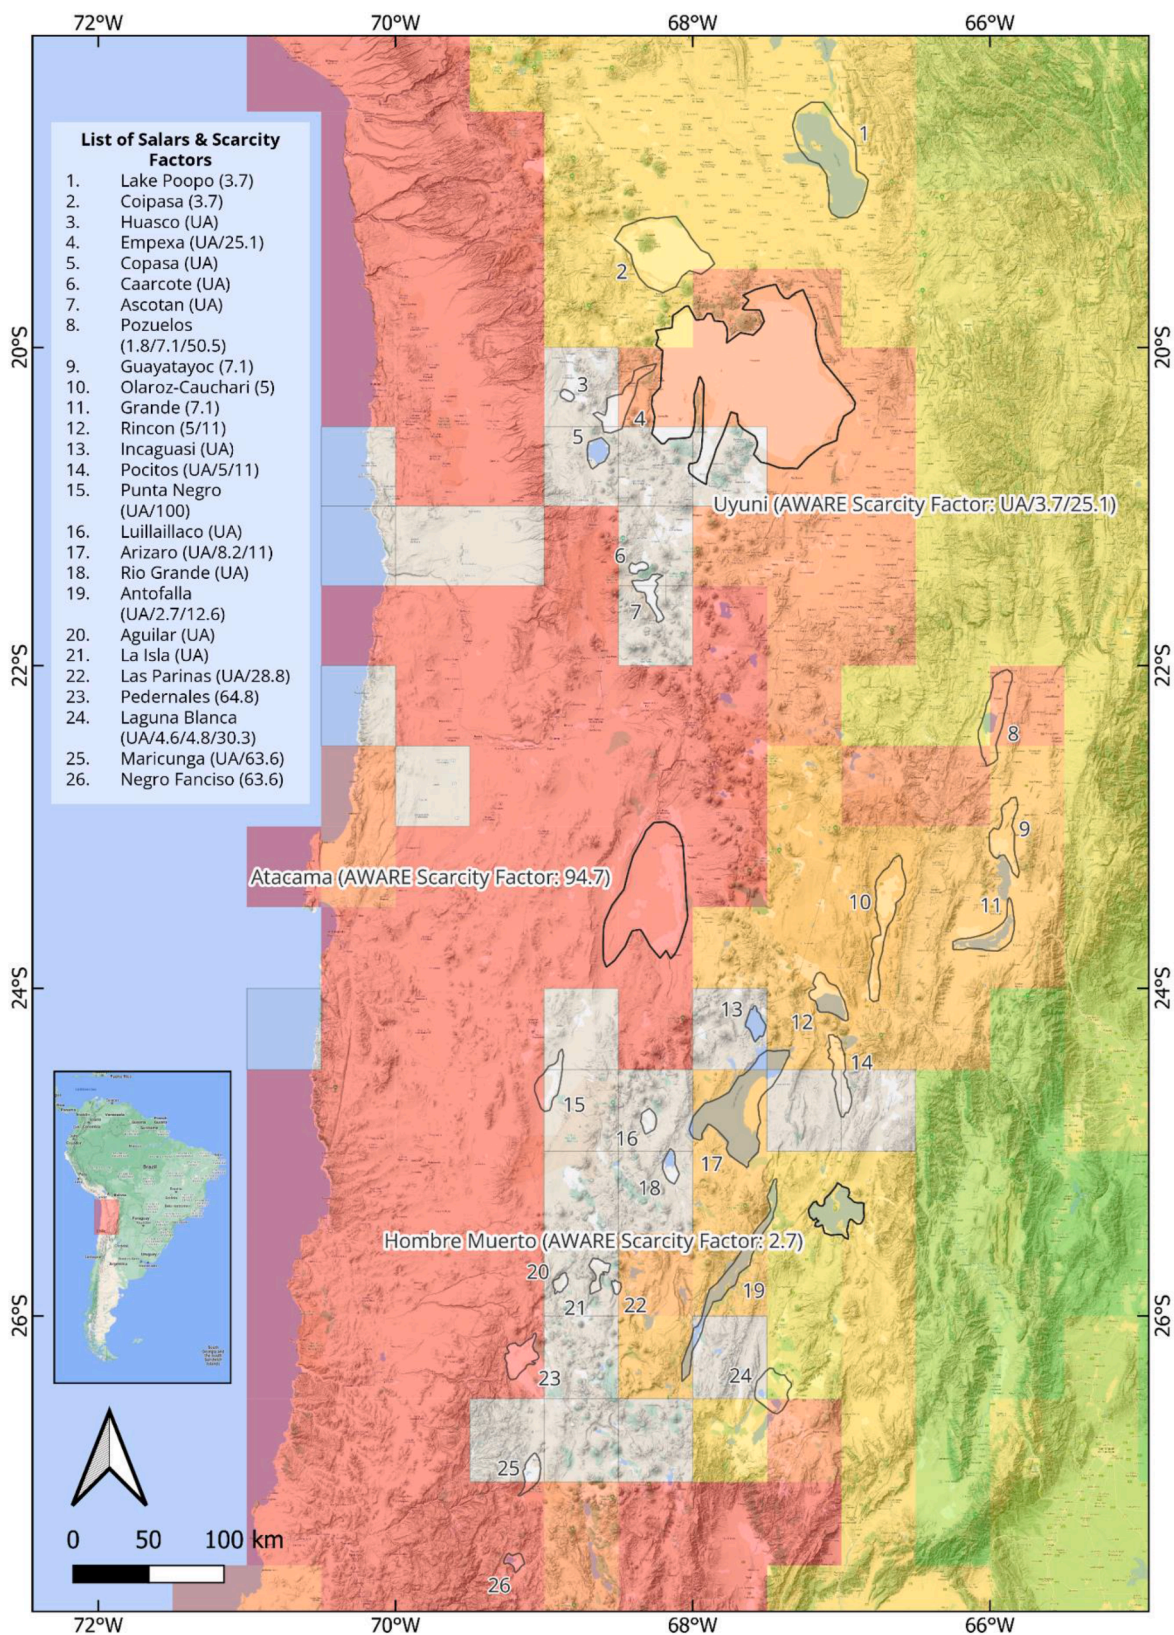 72°W 70°W 68°W 66°W
List of Salars & Scarcity
Factors
1. Lake Poopo (3.7)
2. Coipasa (3.7)
3. Huasco (UA)
4. Empexa (UA/25.1)
5. Copasa (UA)
6. Caarcote (UA)
7. Ascotan (UA)
8. Pozuelos
(1.8/7.1/50.5)
9. Guayatayoc (7.1)
10. Olaroz-Cauchari (5)
11. Grande (7.1)
12. Rincon (5/11)
13. Incaguasi (UA)
14. Pocitos (UA/5/11)
15. Punta Negro
(UA/100)
16. Luillaillaco (UA)
17. Arizaro (UA/8.2/11)
18. Rio Grande (UA)
19. Antofalla
(UA/2.7/12.6)
20. Aguilar (UA)
21. La Isla (UA)
22. Las Parinas (UA/28.8)
23. Pedernales (64.8)
24. Laguna Blanca
(UA/4.6/4.8/30.3)
25. Maricunga (UA/63.6)
26. Negro Fanciso (63.6)
1
2
20°S
20°S
3
4
5
Uyuni (AWARE Scarcity Factor: UA/3.7/25.1)
6
7
22°S
22°S
8
9
Atacama (AWARE Scarcity Factor: 94.7)
10
11
24°S
24°S
13
12
14
15
16
17
18
Hombre Muerto (AWARE Scarcity Factor: 2.7)
20
19
21
22
26°S
26°S
23
24
25
26
Brazil
0 50 100 km
72°W 70°W 68°W 66°W